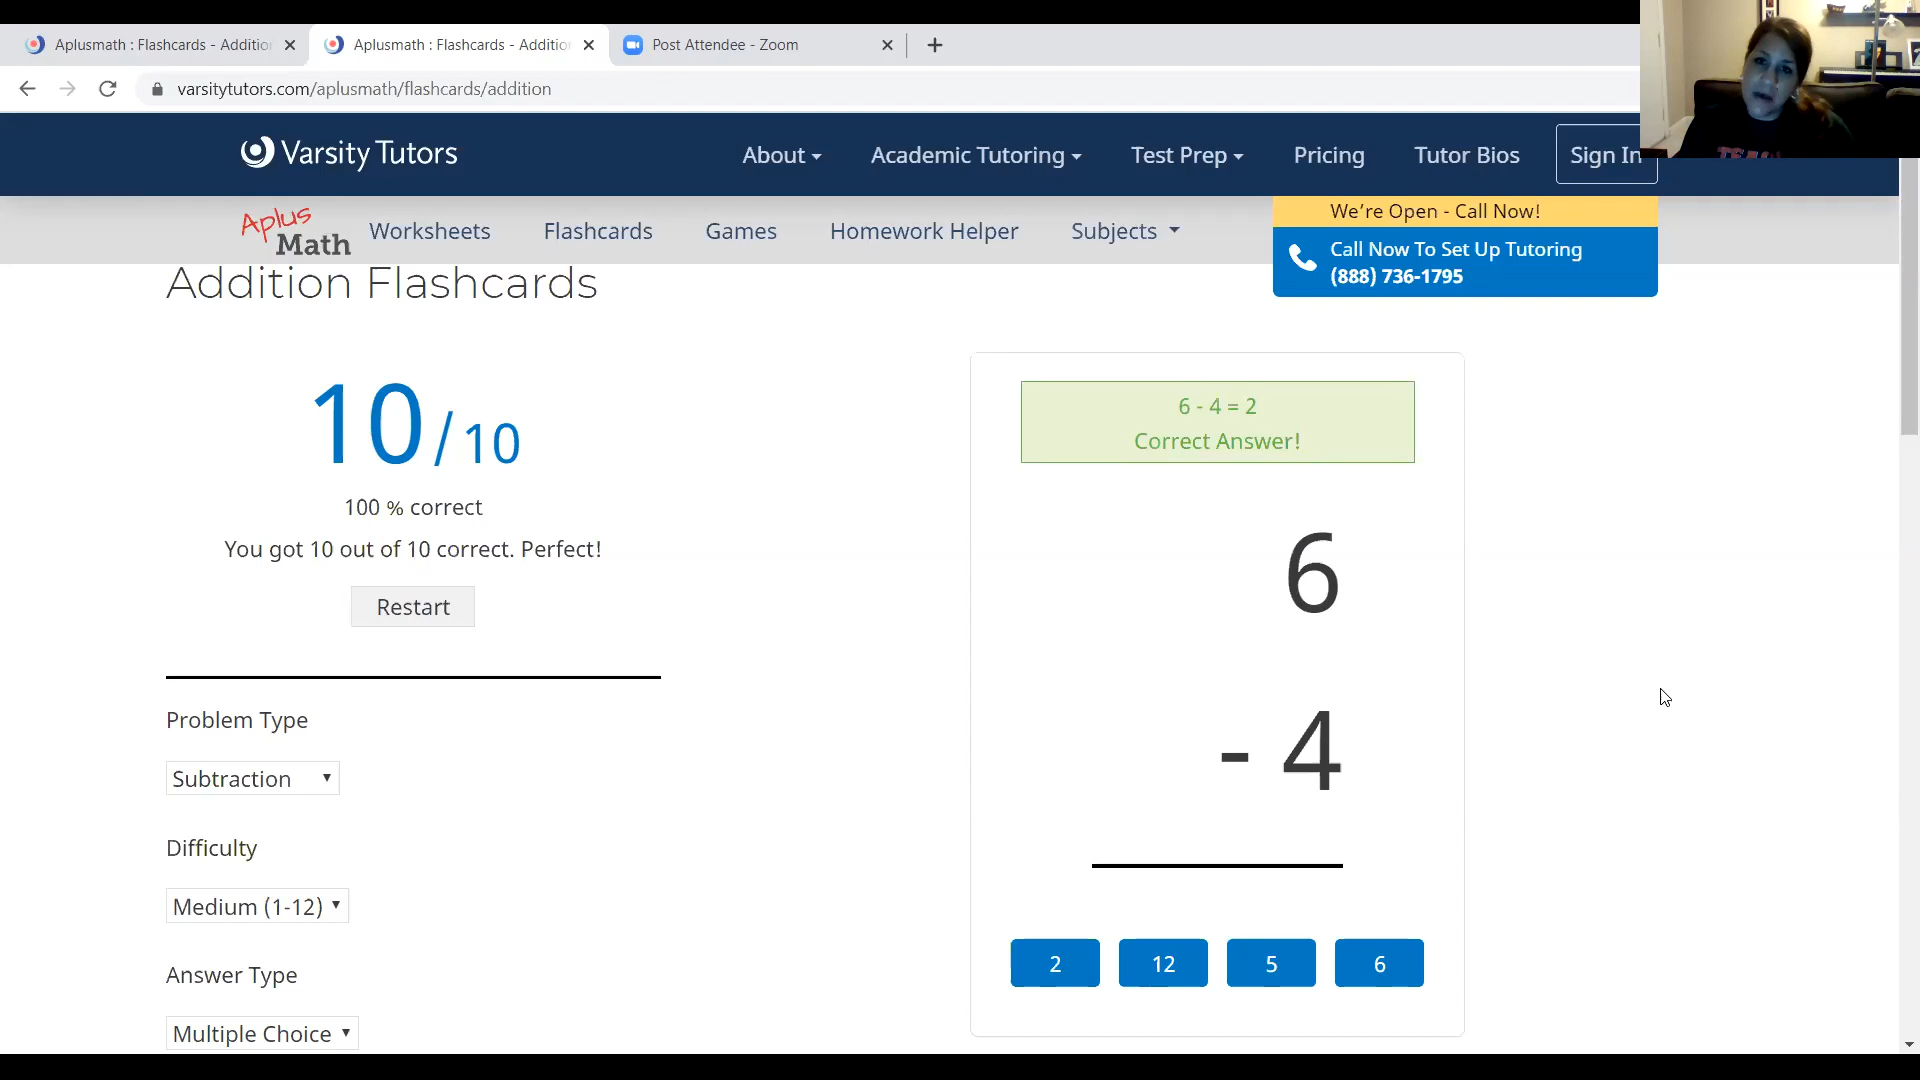 Aplusmath : Flashcards - Additio
Aplusmath : Flashcards - Additio
Post Attendee - Zoom
varsitytutors.com/aplusmath/flashcards/addition
Varsity Tutors
About
Academic Tutoring
Test Prep
Pricing
Tutor Bios
Sign In
Aplus
Math
Worksheets
Flashcards
Games
Homework Helper
Subjects
We're Open - Call Now!
Call Now To Set Up Tutoring
(888) 736-1795
Addition Flashcards
10/10
100 % correct
You got 10 out of 10 correct. Perfect!
Restart
Problem Type
Subtraction
Difficulty
Medium (1-12)
Answer Type
Multiple Choice
6 - 4 = 2
Correct Answer!
6
- 4
2
12
5
6